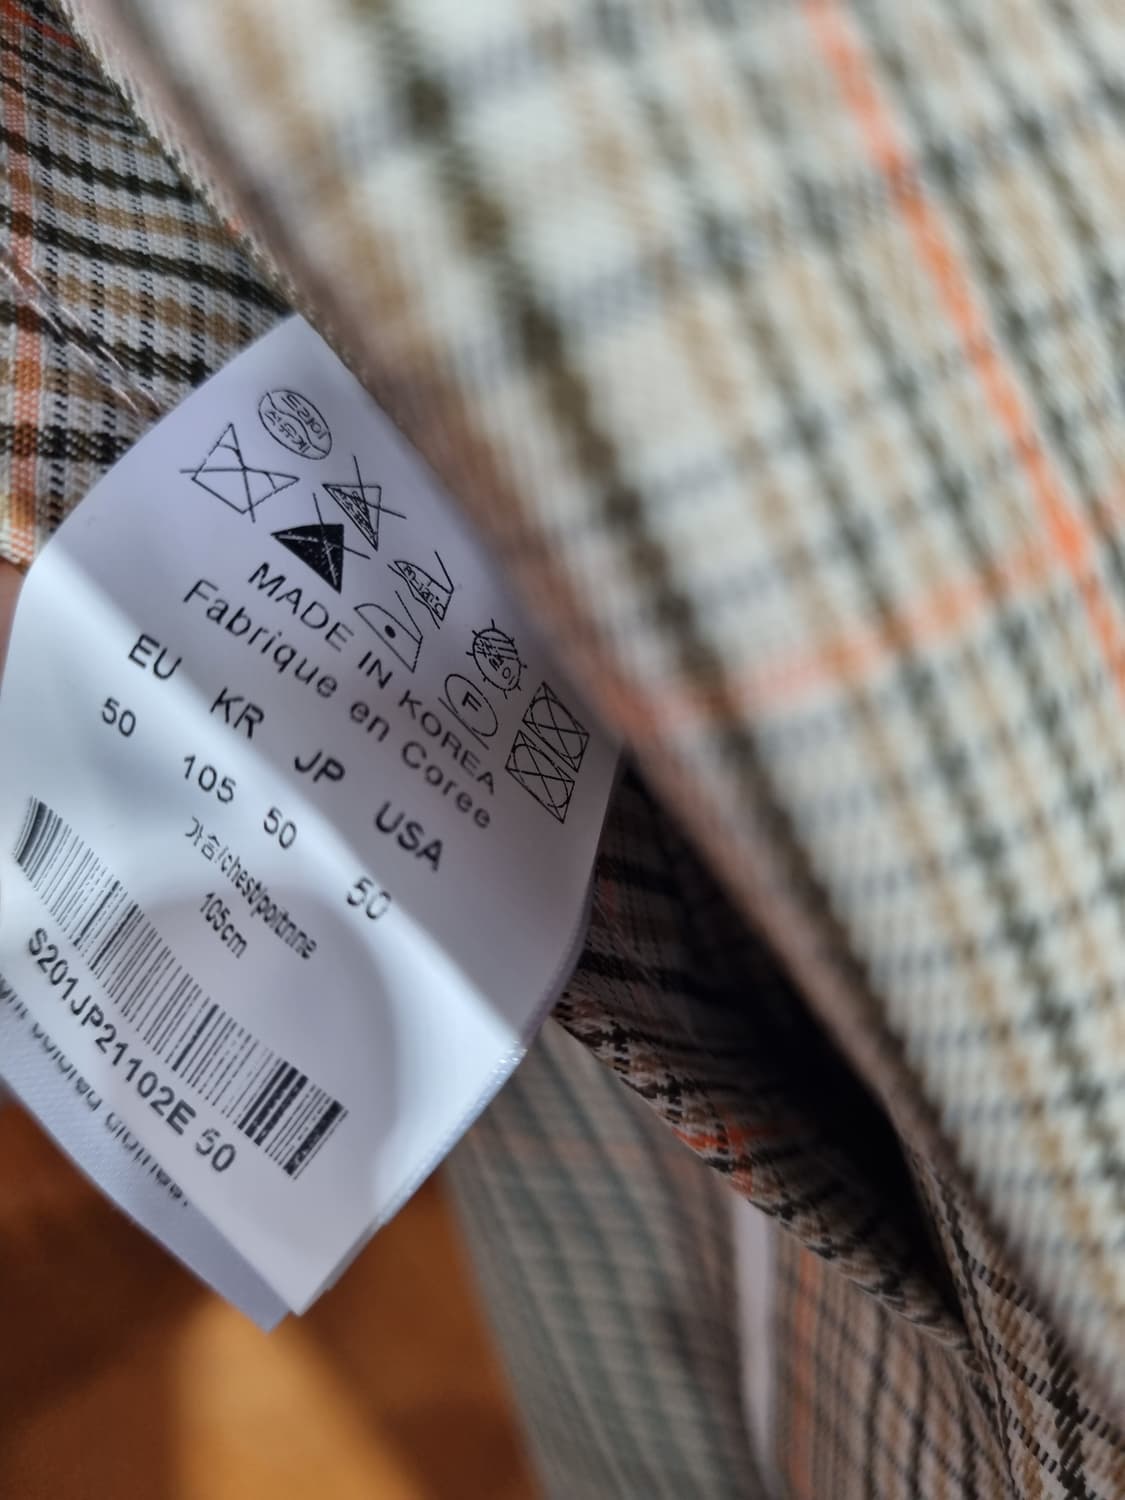 MADE IN KOREA
Fabrique en Coree
EU KR JP USA
50 105 50 50
가슴/chest/poitrine
105cm
S201JP21102E 50